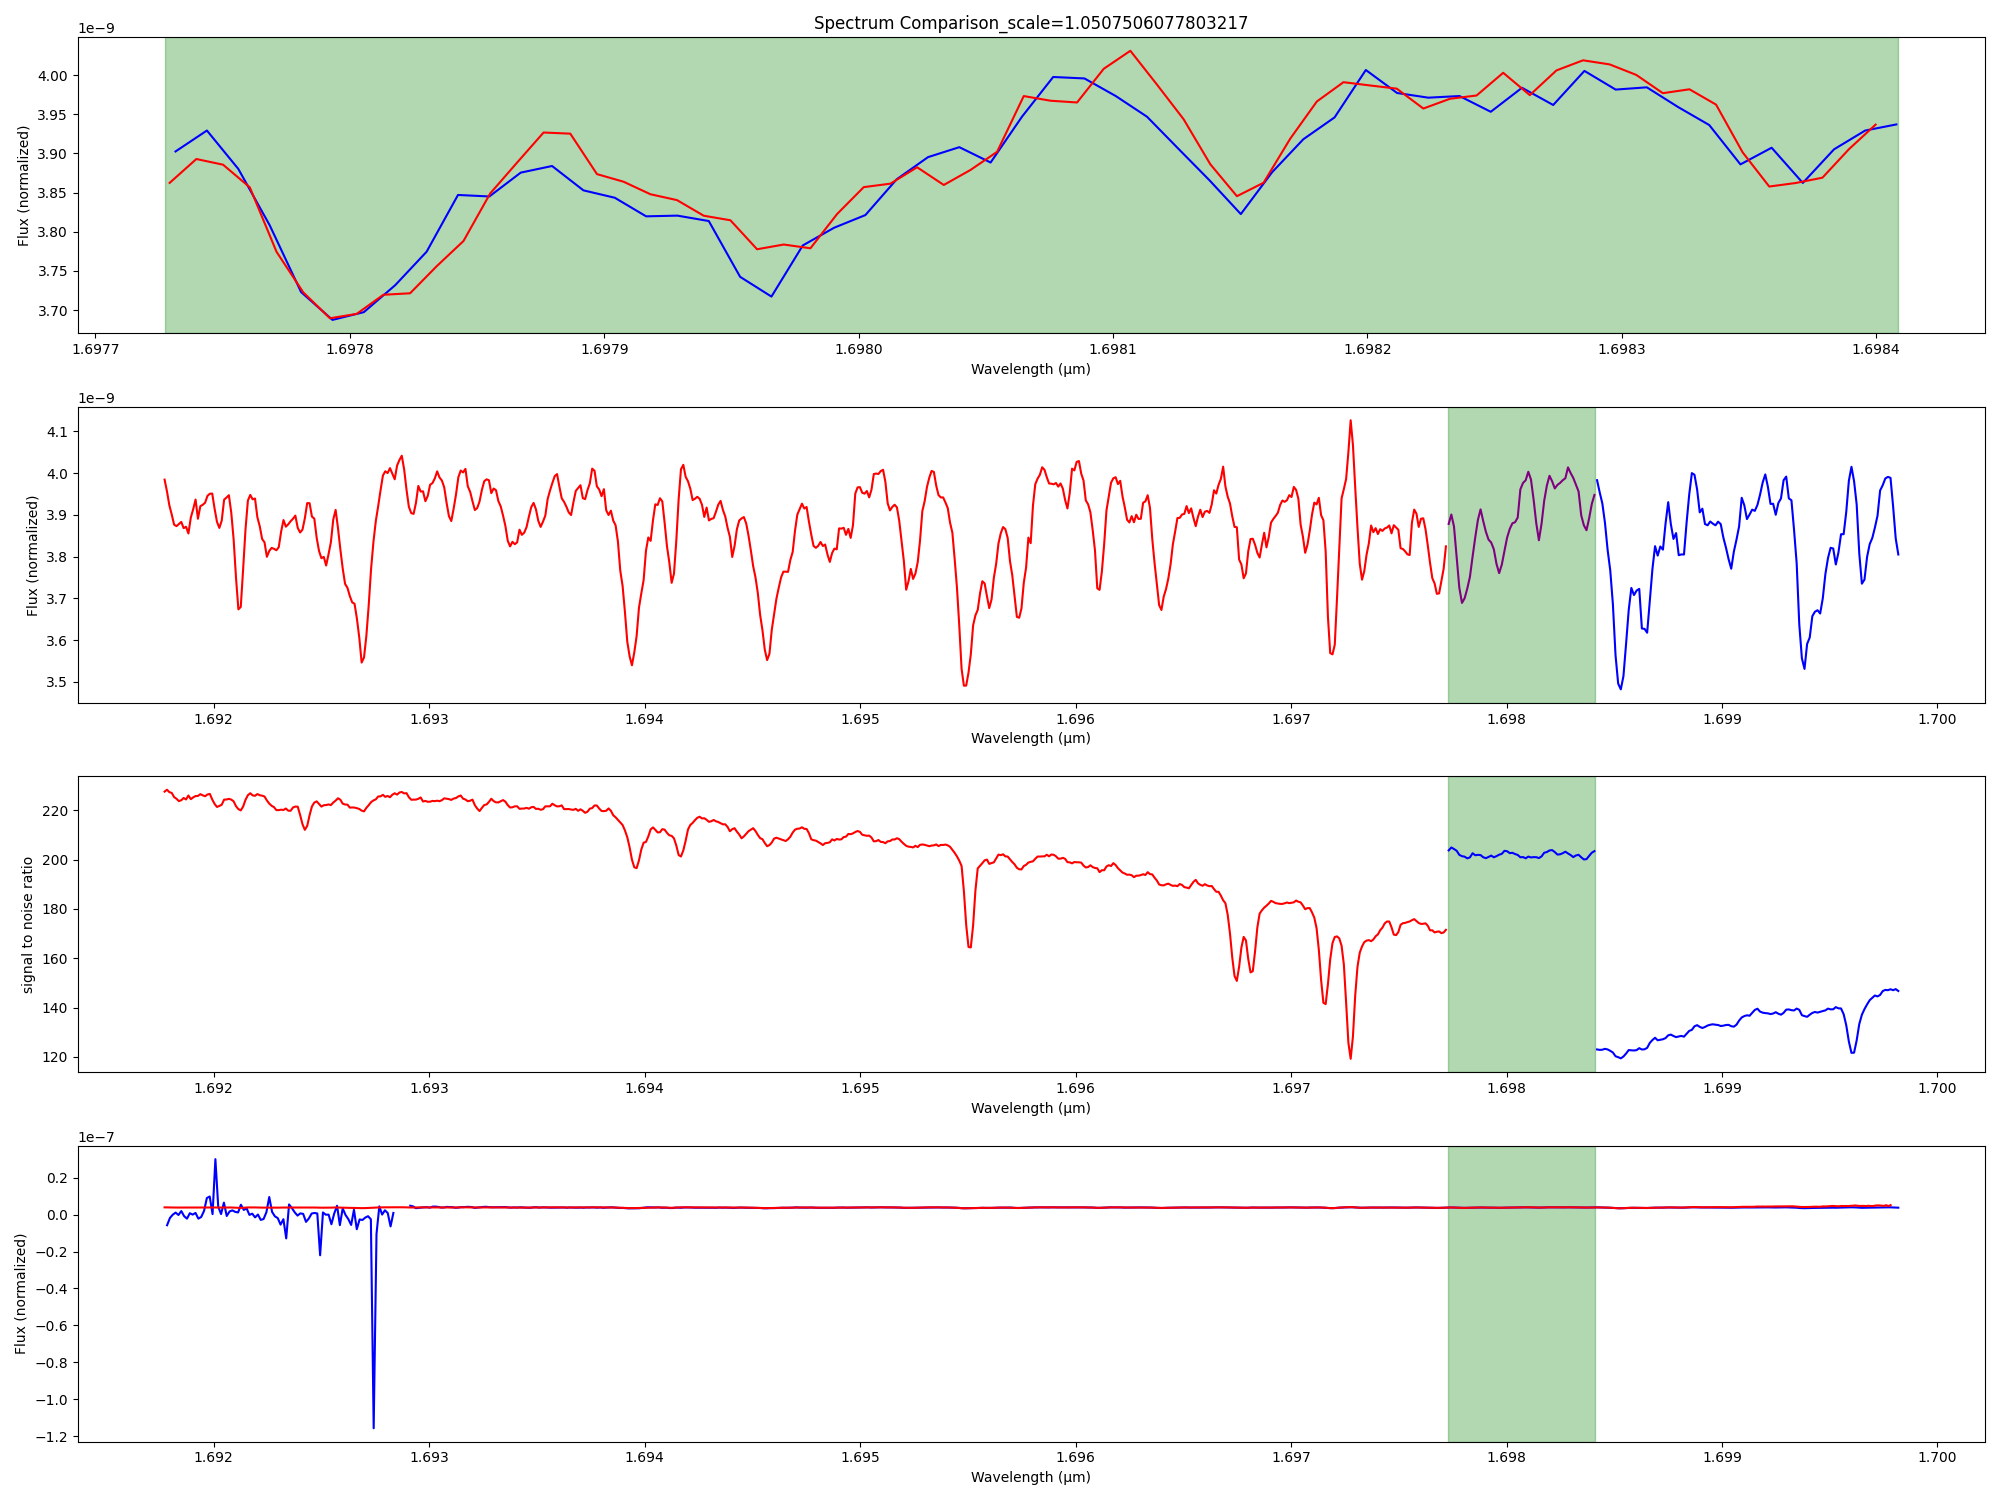 Spectrum Comparison_scale=1.0507506077803217
1e−9
4.00
3.95
3.90
3.85
3.80
3.75
3.70
Flux (normalized)
1.6977 1.6978 1.6979 1.6980 1.6981 1.6982 1.6983 1.6984
Wavelength (μm)
1e−9
4.1
4.0
3.9
3.8
3.7
3.6
3.5
Flux (normalized)
1.692 1.693 1.694 1.695 1.696 1.697 1.698 1.699 1.700
Wavelength (μm)
220
200
180
160
140
120
signal to noise ratio
1.692 1.693 1.694 1.695 1.696 1.697 1.698 1.699 1.700
Wavelength (μm)
1e−7
0.2
0.0
−0.2
−0.4
−0.6
−0.8
−1.0
−1.2
Flux (normalized)
1.692 1.693 1.694 1.695 1.696 1.697 1.698 1.699 1.700
Wavelength (μm)